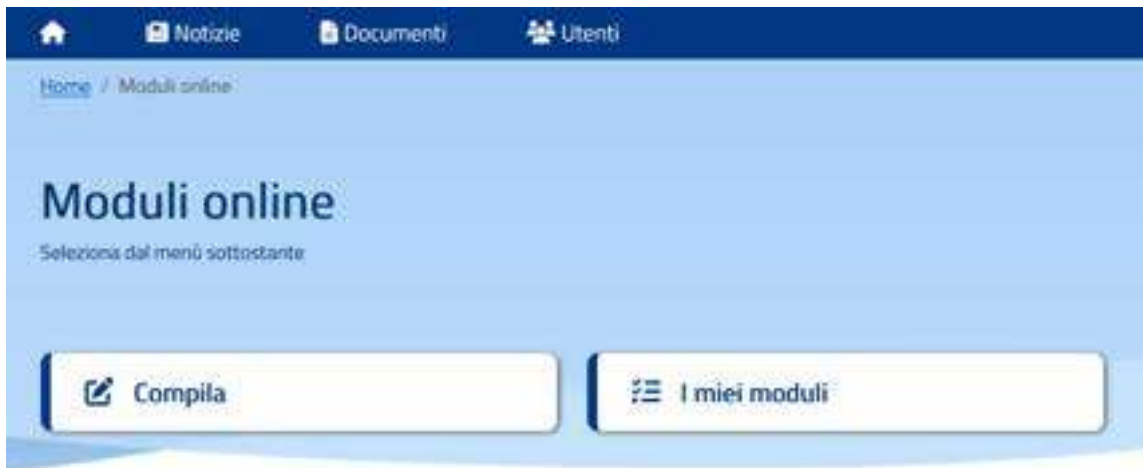 Notizie Documenti Utenti
Home / Moduli online
Moduli online
Seleziona dal menù sottostante
Compila I miei moduli